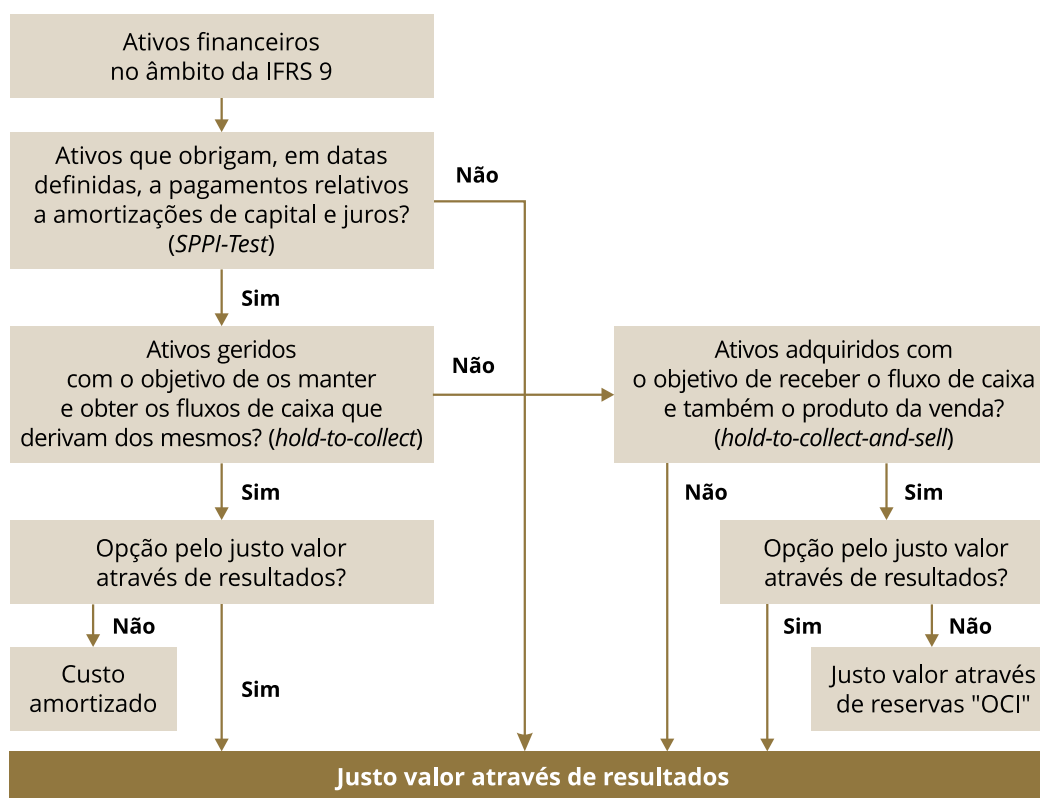 Ativos financeiros
no âmbito da IFRS 9
Ativos que obrigam, em datas
definidas, a pagamentos relativos
a amortizações de capital e juros?
(SPPI-Test)
Não
Sim
Ativos geridos
com o objetivo de os manter
e obter os fluxos de caixa que
derivam dos mesmos? (hold-to-collect)
Não
Ativos adquiridos com
o objetivo de receber o fluxo de caixa
e também o produto da venda?
(hold-to-collect-and-sell)
Sim
Não
Sim
Opção pelo justo valor
através de resultados?
Opção pelo justo valor
através de resultados?
Não
Sim
Não
Custo
amortizado
Sim
Justo valor através
de reservas "OCI"
Justo valor através de resultados